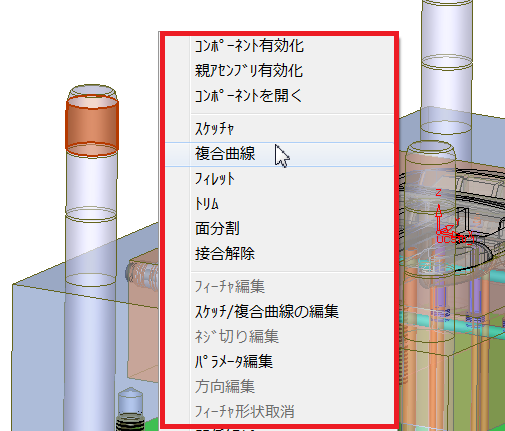 ｺﾝﾎﾟｰﾈﾝﾄ有効化
親ｱｾﾝﾌﾞﾘ有効化
ｺﾝﾎﾟｰﾈﾝﾄを開く
ｽｹｯﾁｬ
複合曲線
ﾌｨﾚｯﾄ
ﾄﾘﾑ
面分割
接合解除
ﾌｨｰﾁｬ編集
ｽｹｯﾁ/複合曲線の編集
ﾈｼﾞ切り編集
ﾊﾟﾗﾒｰﾀ編集
方向編集
ﾌｨｰﾁｬ形状取消
Z